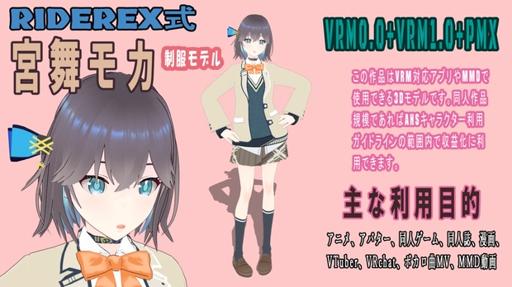 RIDEREX式
宮舞モカ
制服モデル
VRM0.0+VRM1.0+PMX
この作品はVRM対応アプリやMMDで
使用できる3Dモデルです。同人作品
規模であればAHSキャラクター利用
ガイドラインの範囲内で収益化に利
用できます。
主な利用目的
アニメ、アバター、同人ゲーム、同人誌、漫画、
VTuber、VRchat、ボカロ曲MV、MMD動画